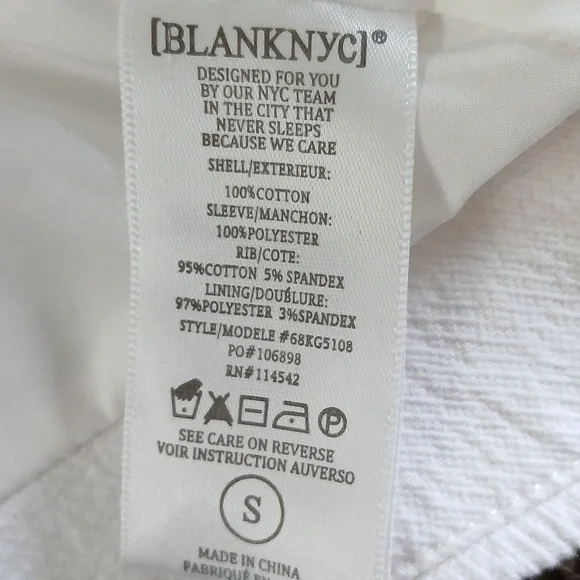 [BLANKNYC]®
DESIGNED FOR YOU
BY OUR NYC TEAM
IN THE CITY THAT
NEVER SLEEPS
BECAUSE WE CARE
SHELL/EXTERIEUR:
100%COTTON
SLEEVE/MANCHON:
100%POLYESTER
RIB/COTE:
95%COTTON 5% SPANDEX
LINING/DOUBLURE:
97%POLYESTER 3%SPANDEX
STYLE/MODELE #68KG5108
PO#106898
RN#114542
P
SEE CARE ON REVERSE
VOIR INSTRUCTION AUVERSO
S
MADE IN CHINA
FABRIQUÉ EN